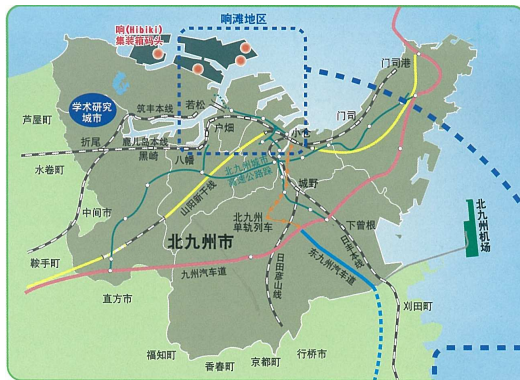 响滩地区
响(Hibiki)
集装箱码头
门司港
学术研究
城市
芦屋町
筑丰本线
若松
户畑
门司
小仓
折尾
鹿儿岛本线
黑崎
八幡
水卷町
北九州城市
高速公路
城野
山阳新干线
中间市
北九州
单轨列车
下曾根
北九州机场
北九州市
鞍手町
九州汽车道
日田彦山线
东九州汽车道
日丰本线
直方市
苅田町
福知町
香春町
京都町
行桥市